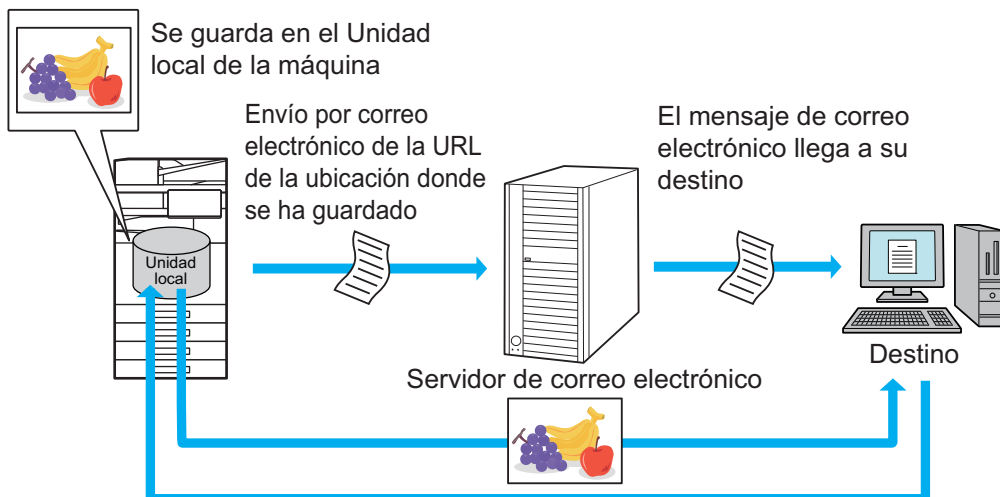 Se guarda en el Unidad
local de la máquina
Envío por correo
electrónico de la URL
de la ubicación donde
se ha guardado
El mensaje de correo
electrónico llega a su
destino
Unidad
local
Servidor de correo electrónico
Destino